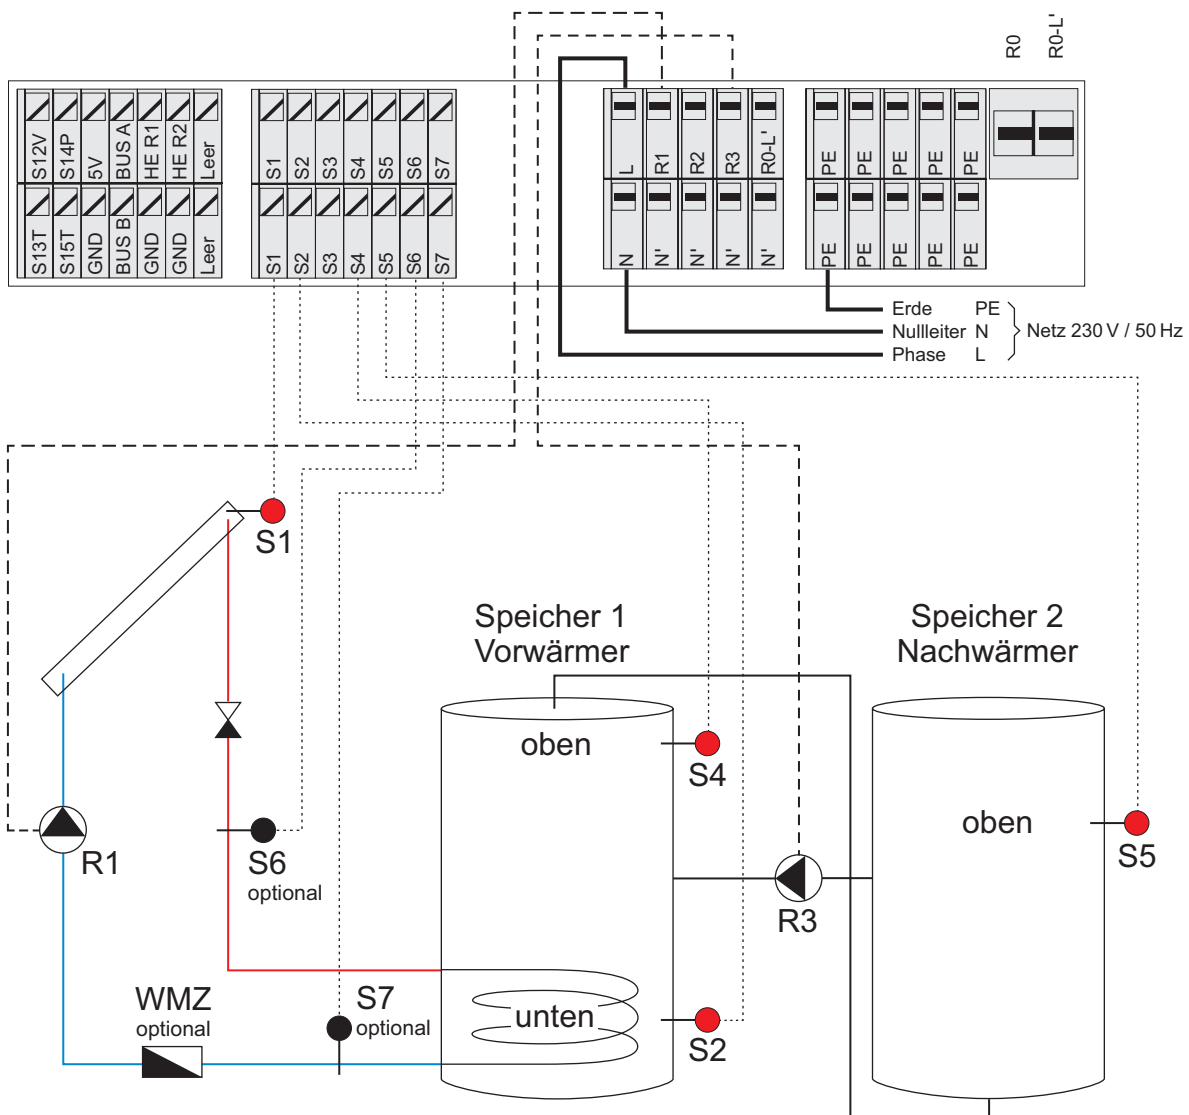 R0
R0-L'
S12V
S14P
5V
BUS A
HE R1
HE R2
Leer
S1
S2
S3
S4
S5
S6
S7
L
R1
R2
R3
R0-L'
PE
PE
PE
PE
PE
S13T
S15T
GND
BUS B
GND
GND
Leer
S1
S2
S3
S4
S5
S6
S7
N
N'
N'
N'
N'
PE
PE
PE
PE
PE
Erde PE
Nullleiter N
Phase L
Netz 230 V / 50 Hz
S1
Speicher 1
Vorwärmer
Speicher 2
Nachwärmer
oben
S4
oben
S5
R1
S6
optional
R3
WMZ
optional
S7
optional
unten
S2